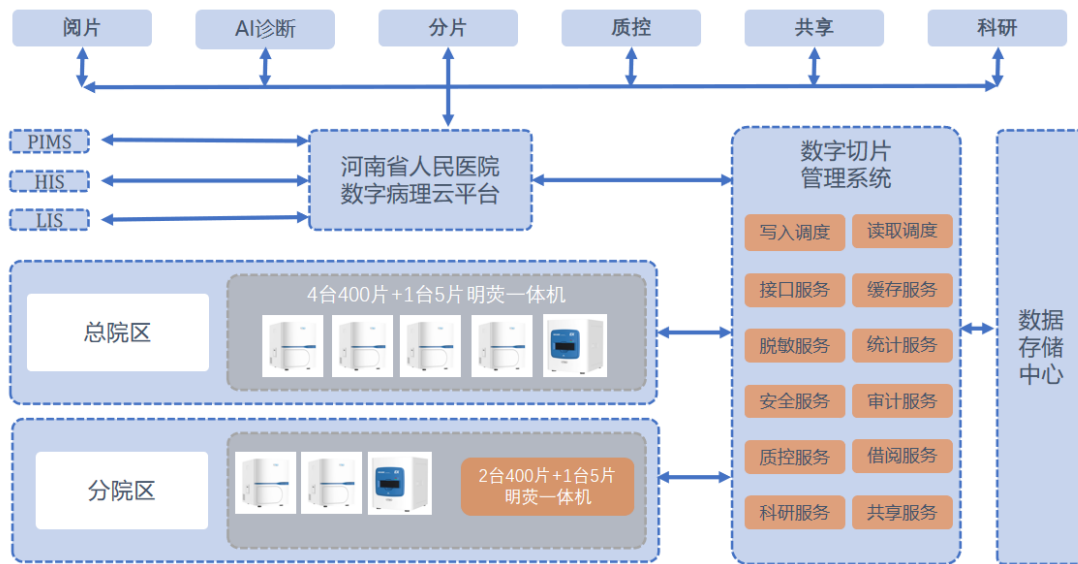 阅片
AI诊断
分片
质控
共享
科研
PIMS
HIS
LIS
河南省人民医院
数字病理云平台
数字切片
管理系统
写入调度
读取调度
接口服务
缓存服务
脱敏服务
统计服务
安全服务
审计服务
质控服务
借阅服务
科研服务
共享服务
数据
存储
中心
总院区
4台400片+1台5片明荧一体机
分院区
2台400片+1台5片
明荧一体机